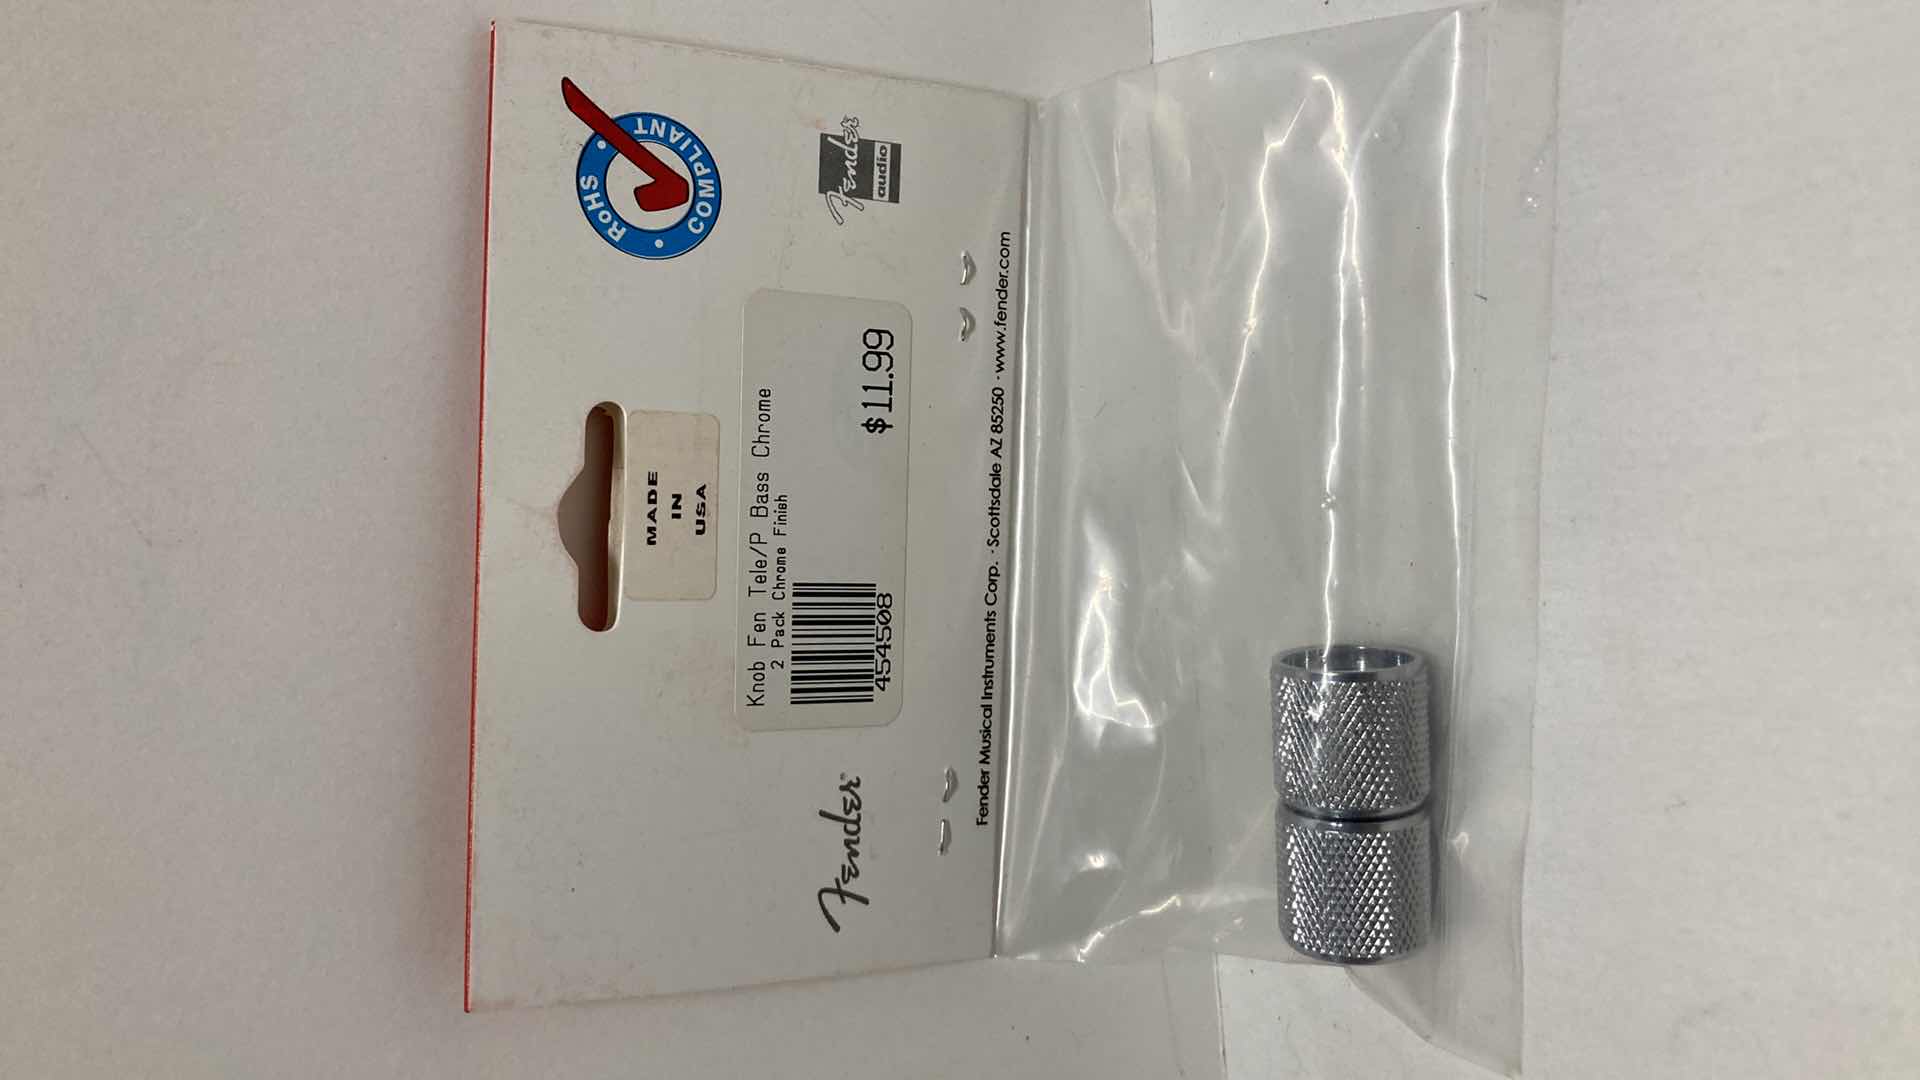 RoHS • COMPLIANT •
MADE
IN
USA
Knob Fen Tele/P Bass Chrome
2 Pack Chrome Finish
454508
$11.99
Fender®
Fender
audio
Fender Musical Instruments Corp. · Scottsdale AZ 85250 · www.fender.com